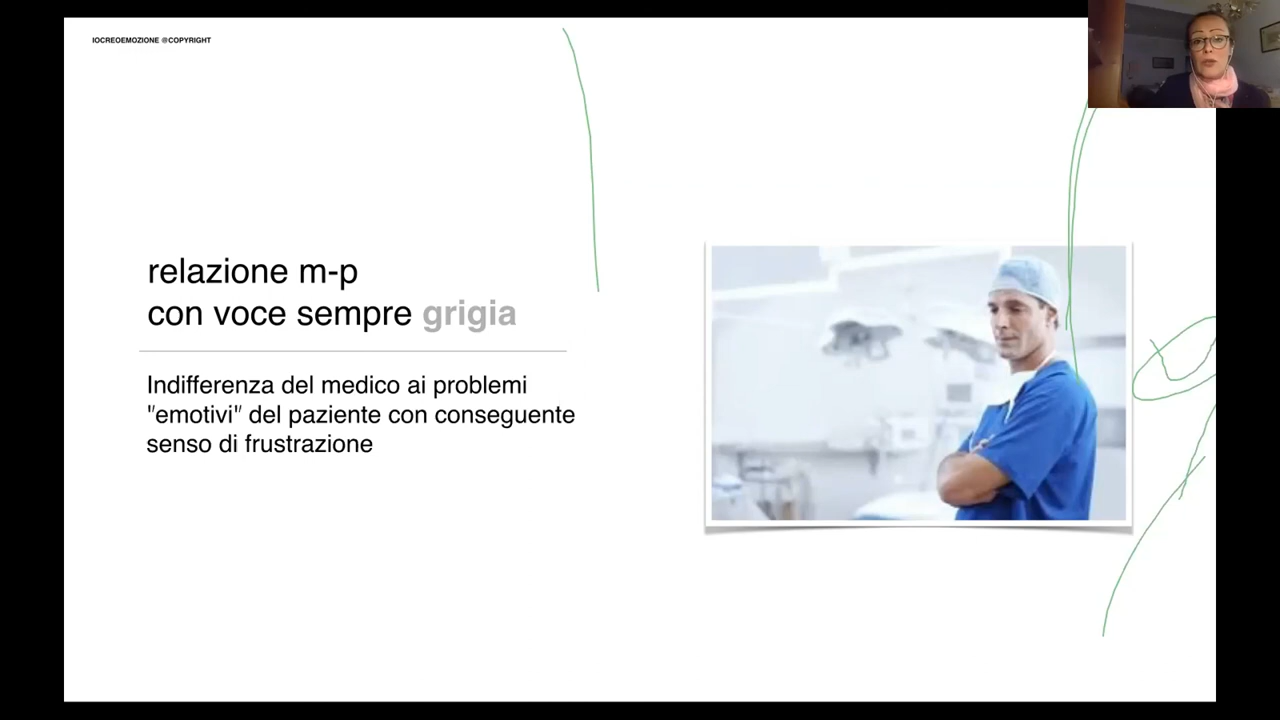 IOCREOEMOZIONE @COPYRIGHT
relazione m-p
con voce sempre grigia
Indifferenza del medico ai problemi
"emotivi" del paziente con conseguente
senso di frustrazione